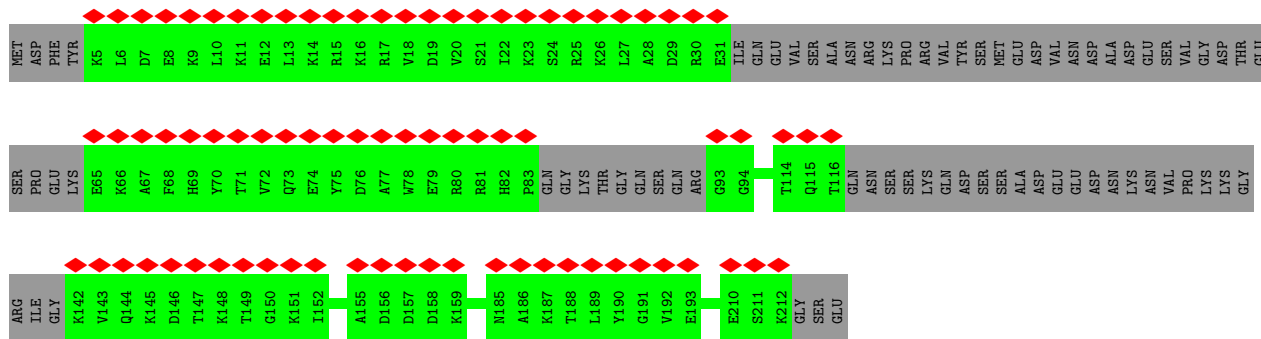 MET ASP PHE TYR K5 L6 D7 E8 K9 L10 K11 E12 L13 K14 R15 K16 R17 V18 D19 V20 S21 I22 K23 S24 R25 K26 L27 A28 D29 R30 E31 ILE GLN GLU VAL SER ALA ASN ARG LYS PRO ARG VAL TYR SER MET GLU ASP VAL ASN ASP ALA ASP GLU SER VAL GLY ASP THR GLU
SER PRO GLU LYS E65 K66 A67 F68 H69 Y70 T71 V72 Q73 E74 Y75 D76 A77 W78 E79 R80 R81 H82 P83 GLN GLY LYS THR GLY GLN SER GLN ARG G93 G94 T114 Q115 T116 GLN ASN SER SER LYS GLN ASP SER SER ALA ASP GLU GLU ASP ASN LYS ASN VAL PRO LYS LYS GLY
ARG ILE GLY K142 V143 Q144 K145 D146 T147 K148 T149 G150 K151 I152 A155 D156 D157 D158 K159 N185 A186 K187 T188 L189 Y190 G191 V192 E193 E210 S211 K212 GLY SER GLU